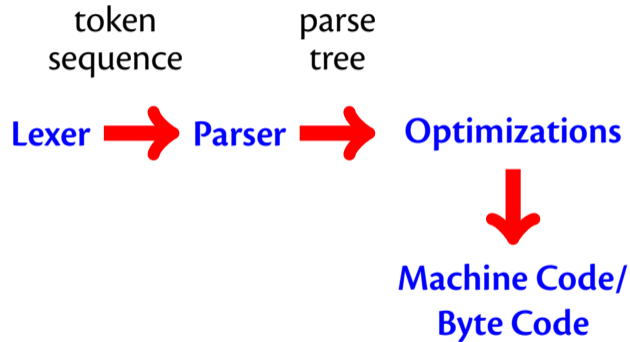 token
sequence
parse
tree
Lexer
Parser
Optimizations
Machine Code/
Byte Code